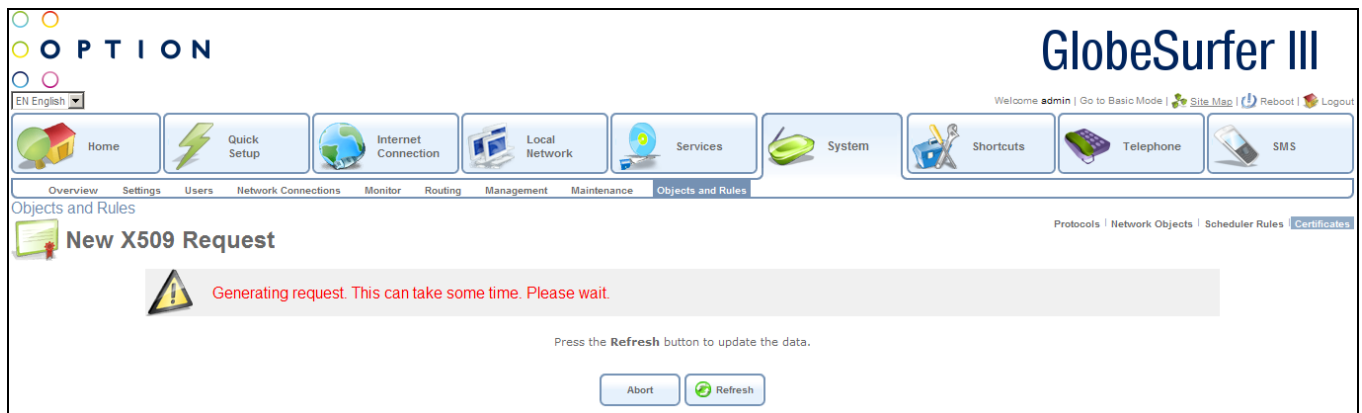 OPTION
GlobeSurfer III
EN English
Welcome admin | Go to Basic Mode | Site Map | Reboot | Logout
Home
Quick Setup
Internet Connection
Local Network
Services
System
Shortcuts
Telephone
SMS
Overview Settings Users Network Connections Monitor Routing Management Maintenance Objects and Rules
Objects and Rules
Protocols | Network Objects | Scheduler Rules | Certificates
New X509 Request
Generating request. This can take some time. Please wait.
Press the Refresh button to update the data.
Abort
Refresh